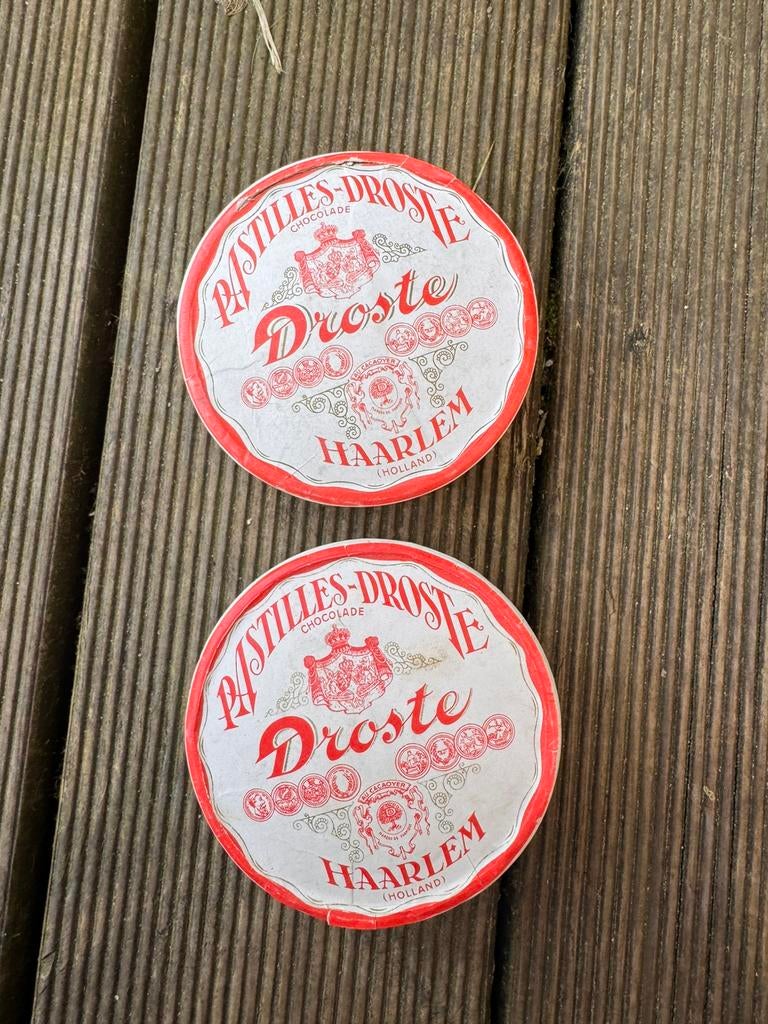 PASTILLES-DROSTE
CHOCOLADE
Droste
HAARLEM
(HOLLAND)
PASTILLES-DROSTE
CHOCOLADE
Droste
HAARLEM
(HOLLAND)